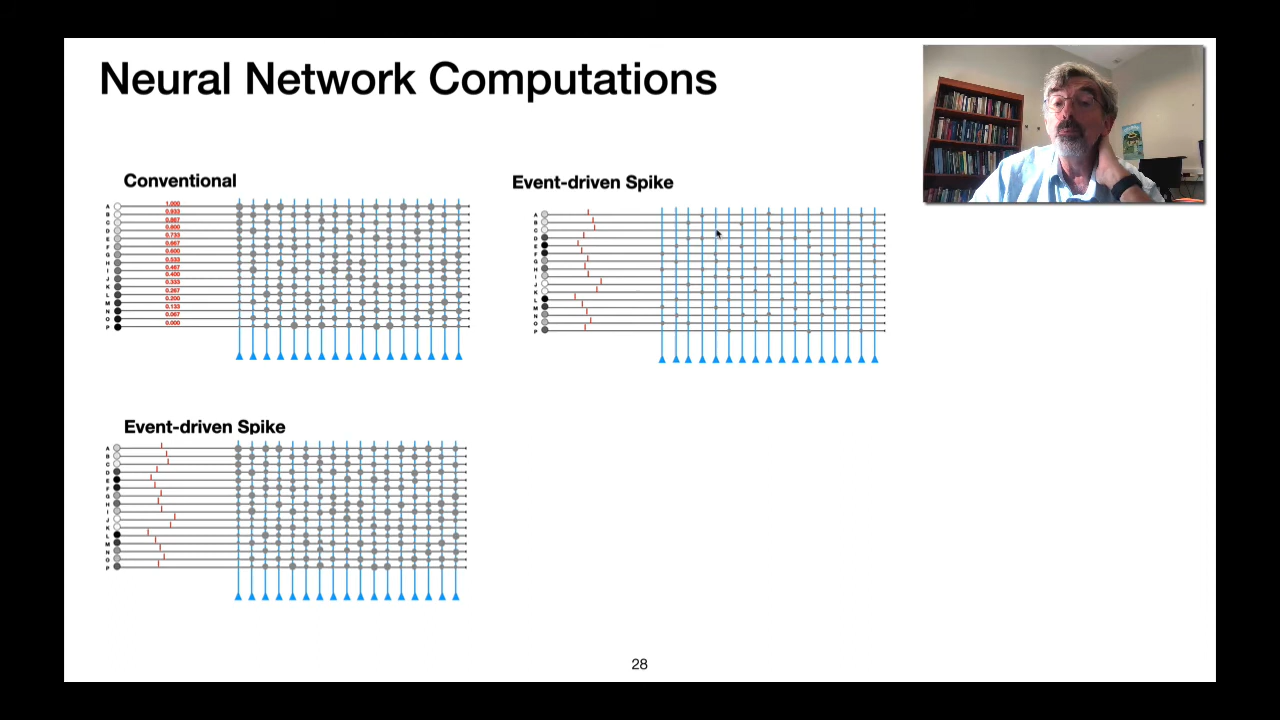 Neural Network Computations
Conventional
A 1.000
B 0.933
C 0.867
D 0.800
E 0.733
F 0.667
G 0.600
H 0.533
I 0.467
J 0.400
K 0.333
L 0.267
M 0.200
N 0.133
O 0.067
P 0.000
Event-driven Spike
A
B
C
D
E
F
G
H
I
J
K
L
M
N
O
P
Event-driven Spike
A
B
C
D
E
F
G
H
I
J
K
L
M
N
O
P
28